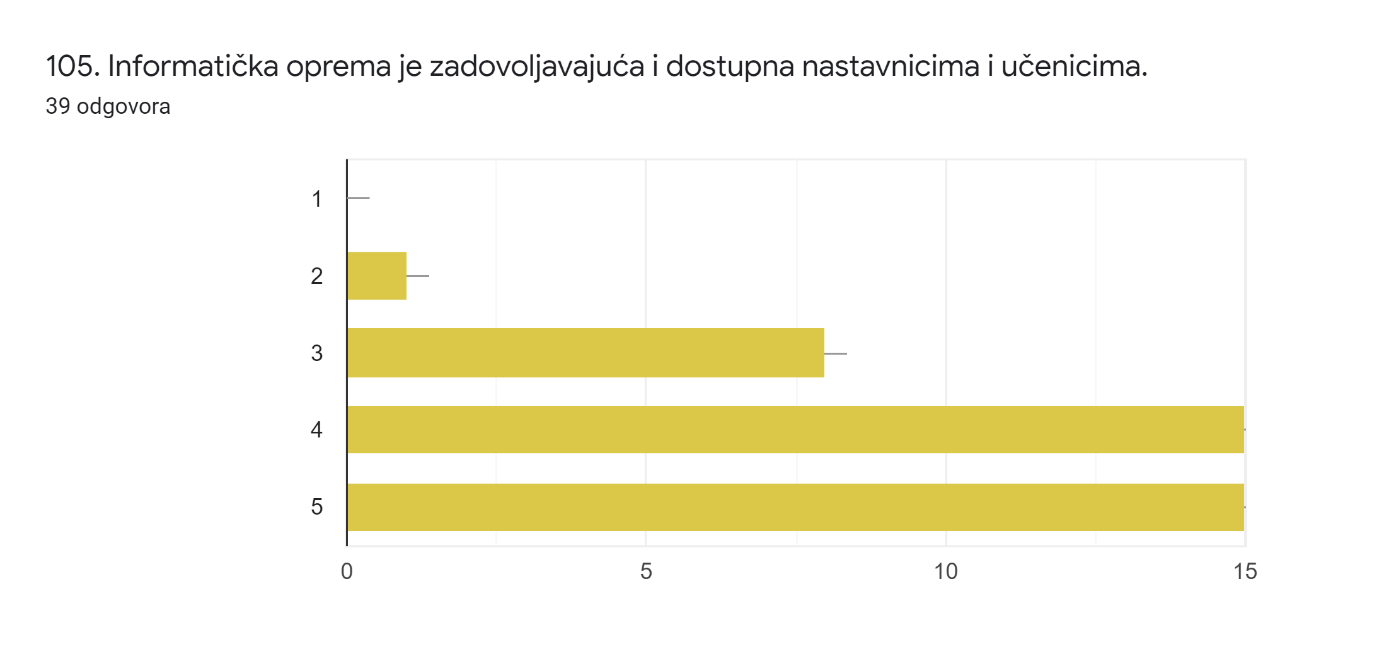 105. Informatička oprema je zadovoljavajuća i dostupna nastavnicima i učenicima.
39 odgovora
1
2
3
4
5
0 5 10 15